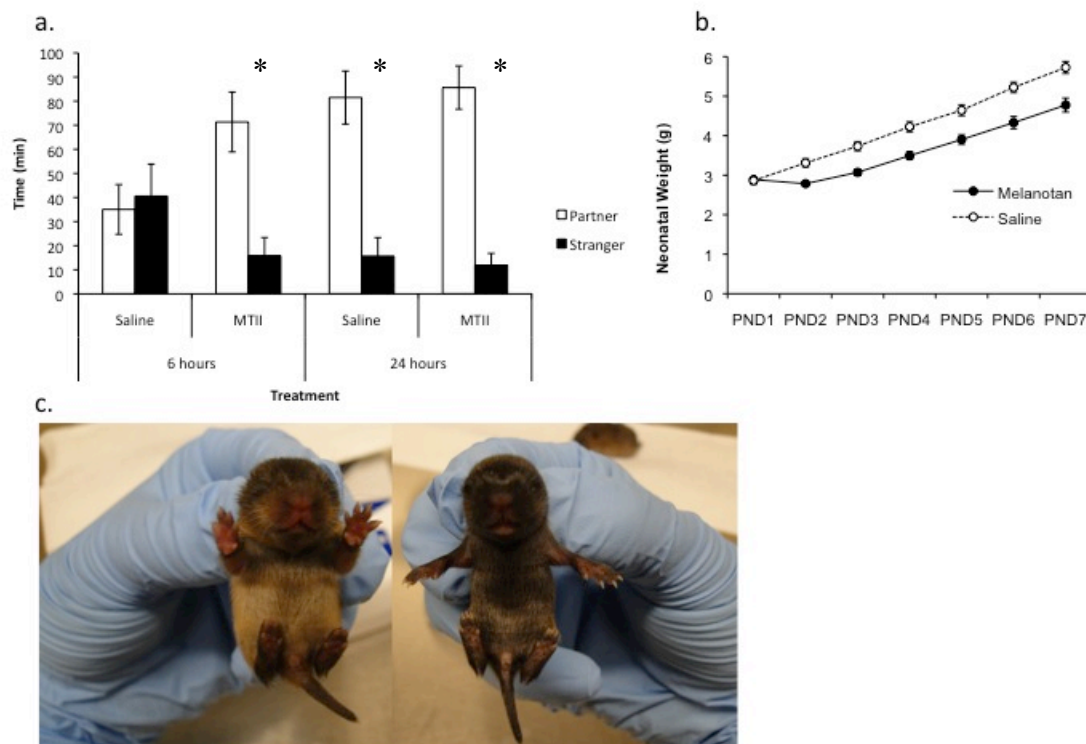 a.
100
90
80
70
60
50
40
30
20
10
0
Time (min)
*
*
*
Partner
Stranger
Saline
MTII
Saline
MTII
6 hours
24 hours
Treatment
b.
6
5
4
3
2
1
0
Neonatal Weight (g)
Melanotan
Saline
PND1 PND2 PND3 PND4 PND5 PND6 PND7
c.